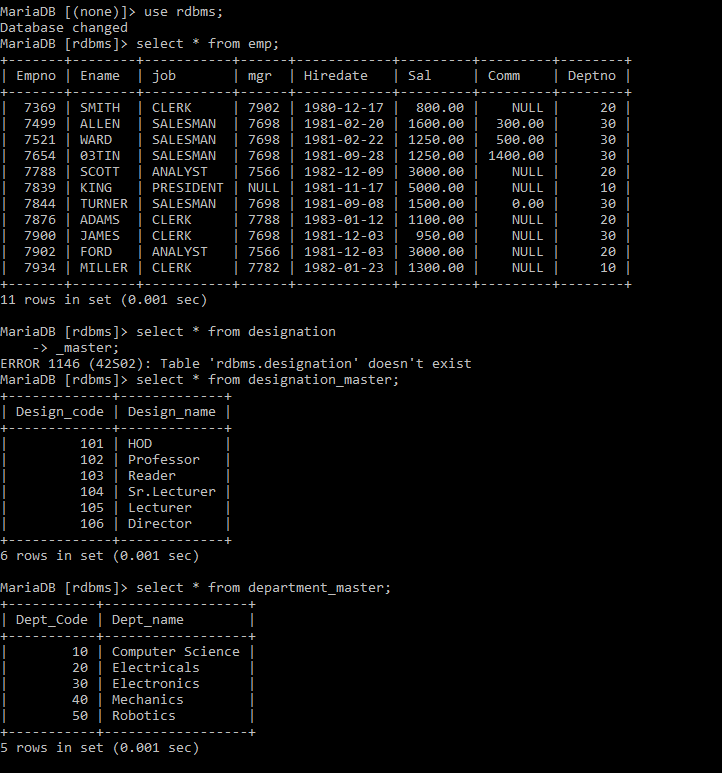 MariaDB [(none)]> use rdbms;
Database changed
MariaDB [rdbms]> select * from emp;
+-------+--------+-----------+------+------------+---------+---------+--------+
| Empno | Ename  | job       | mgr  | Hiredate   | Sal     | Comm    | Deptno |
+-------+--------+-----------+------+------------+---------+---------+--------+
|  7369 | SMITH  | CLERK     | 7902 | 1980-12-17 |  800.00 |    NULL |     20 |
|  7499 | ALLEN  | SALESMAN  | 7698 | 1981-02-20 | 1600.00 |  300.00 |     30 |
|  7521 | WARD   | SALESMAN  | 7698 | 1981-02-22 | 1250.00 |  500.00 |     30 |
|  7654 | 03TIN  | SALESMAN  | 7698 | 1981-09-28 | 1250.00 | 1400.00 |     30 |
|  7788 | SCOTT  | ANALYST   | 7566 | 1982-12-09 | 3000.00 |    NULL |     20 |
|  7839 | KING   | PRESIDENT | NULL | 1981-11-17 | 5000.00 |    NULL |     10 |
|  7844 | TURNER | SALESMAN  | 7698 | 1981-09-08 | 1500.00 |    0.00 |     30 |
|  7876 | ADAMS  | CLERK     | 7788 | 1983-01-12 | 1100.00 |    NULL |     20 |
|  7900 | JAMES  | CLERK     | 7698 | 1981-12-03 |  950.00 |    NULL |     30 |
|  7902 | FORD   | ANALYST   | 7566 | 1981-12-03 | 3000.00 |    NULL |     20 |
|  7934 | MILLER | CLERK     | 7782 | 1982-01-23 | 1300.00 |    NULL |     10 |
+-------+--------+-----------+------+------------+---------+---------+--------+
11 rows in set (0.001 sec)
MariaDB [rdbms]> select * from designation
    -> _master;
ERROR 1146 (42S02): Table 'rdbms.designation' doesn't exist
MariaDB [rdbms]> select * from designation_master;
+-------------+-------------+
| Design_code | Design_name |
+-------------+-------------+
|         101 | HOD         |
|         102 | Professor   |
|         103 | Reader      |
|         104 | Sr.Lecturer |
|         105 | Lecturer    |
|         106 | Director    |
+-------------+-------------+
6 rows in set (0.001 sec)
MariaDB [rdbms]> select * from department_master;
+-----------+------------------+
| Dept_Code | Dept_name        |
+-----------+------------------+
|        10 | Computer Science |
|        20 | Electricals      |
|        30 | Electronics      |
|        40 | Mechanics        |
|        50 | Robotics         |
+-----------+------------------+
5 rows in set (0.001 sec)